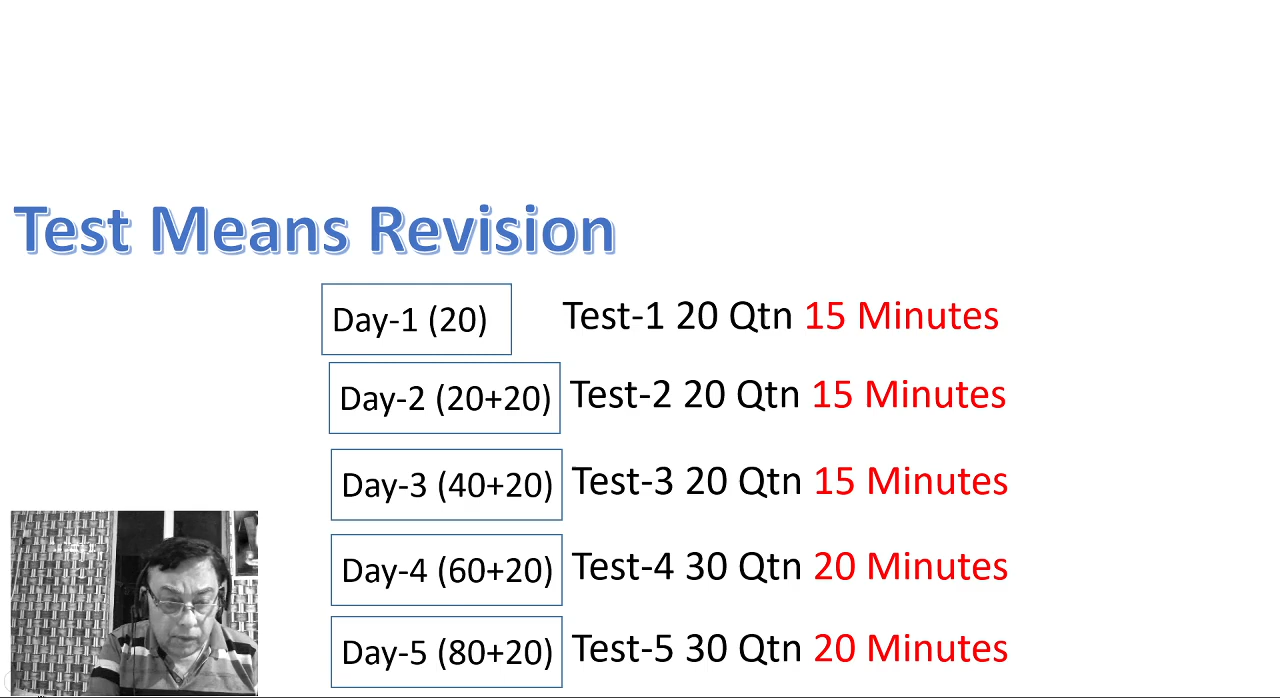 Test Means Revision
Day-1 (20) Test-1 20 Qtn 15 Minutes
Day-2 (20+20) Test-2 20 Qtn 15 Minutes
Day-3 (40+20) Test-3 20 Qtn 15 Minutes
Day-4 (60+20) Test-4 30 Qtn 20 Minutes
Day-5 (80+20) Test-5 30 Qtn 20 Minutes